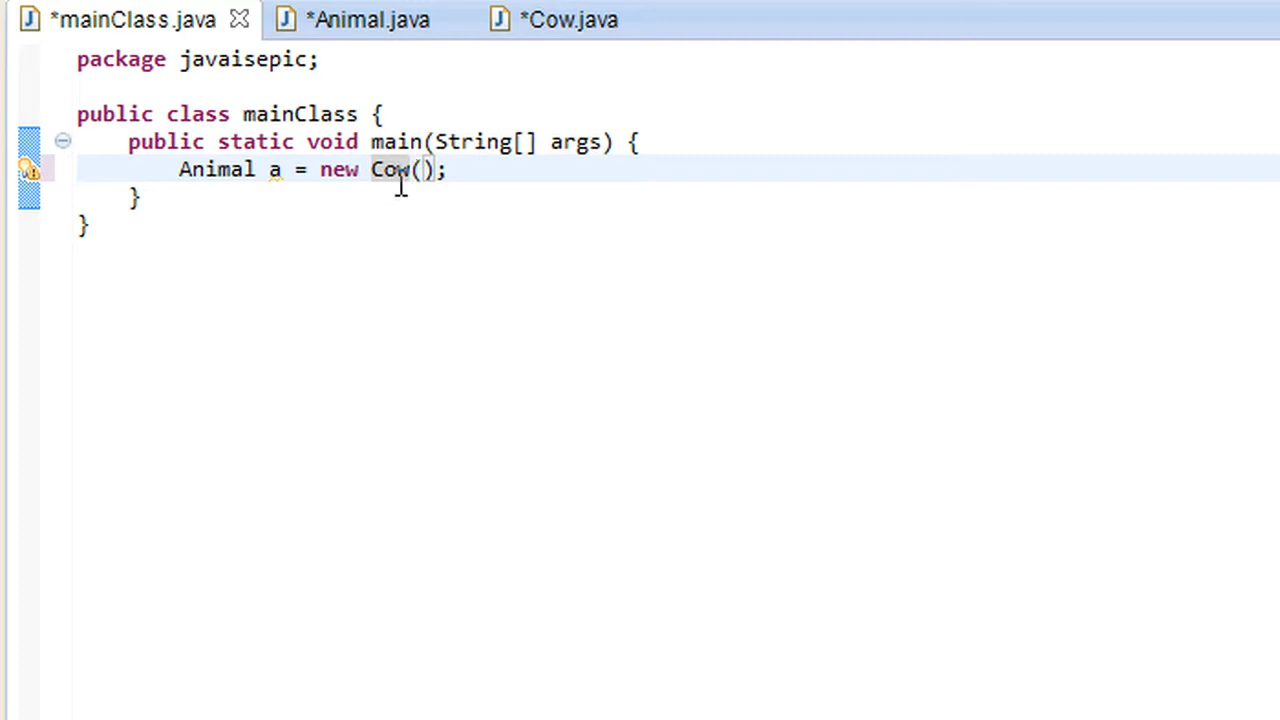 *mainClass.java *Animal.java *Cow.java
package javaisepic;
public class mainClass {
public static void main(String[] args) {
Animal a = new Cow();
}
}